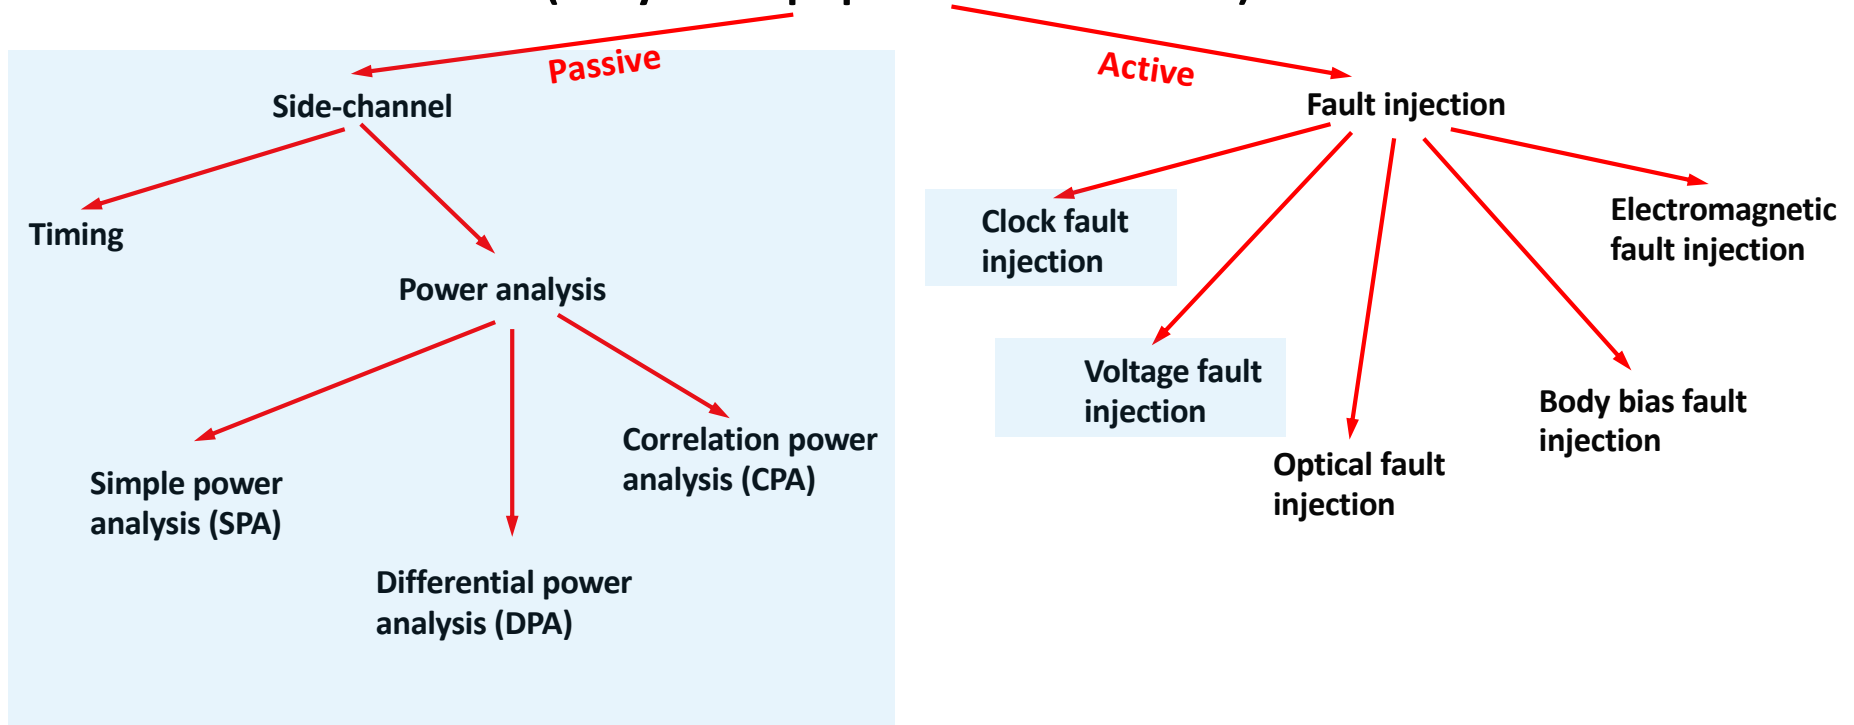 Passive
Active
Side-channel
Fault injection
Timing
Clock fault
injection
Electromagnetic
fault injection
Power analysis
Voltage fault
injection
Body bias fault
injection
Correlation power
analysis (CPA)
Optical fault
injection
Simple power
analysis (SPA)
Differential power
analysis (DPA)